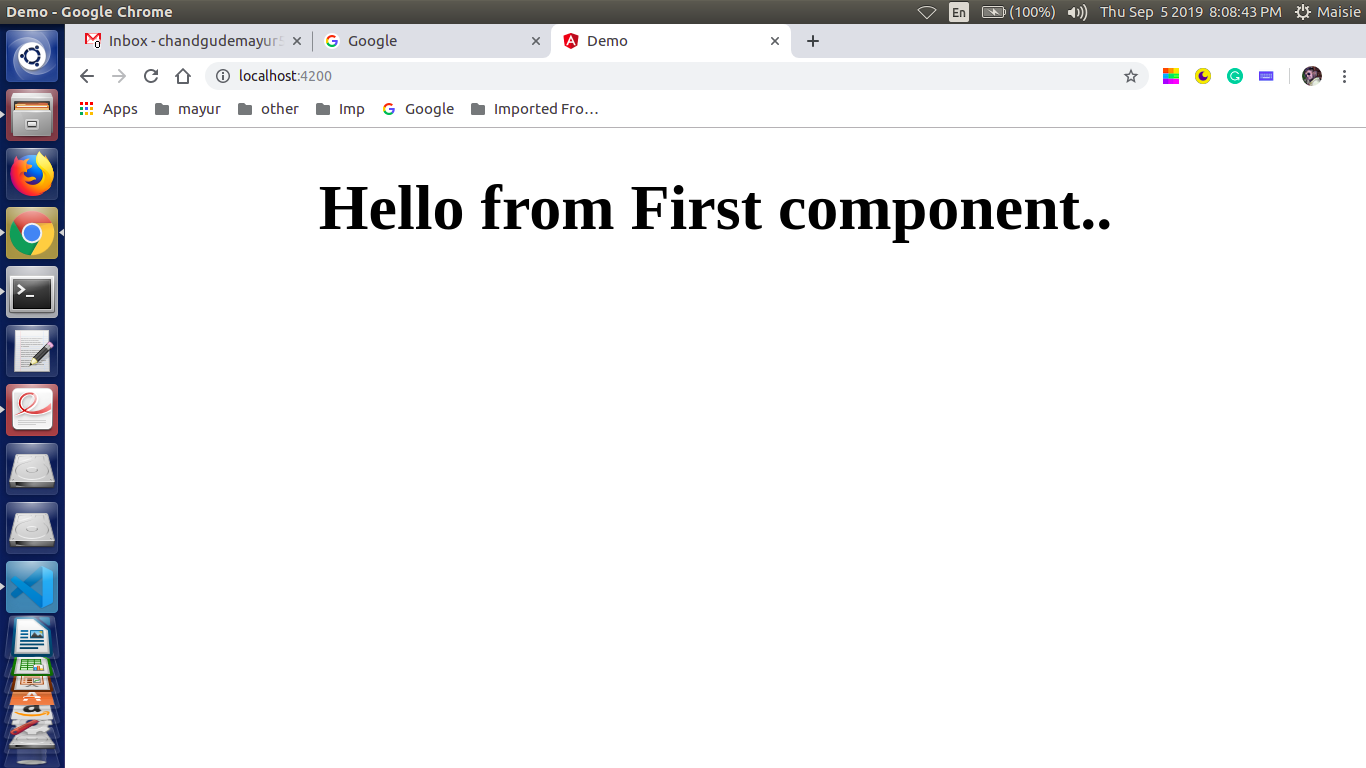 Demo - Google Chrome
En (100%) Thu Sep 5 2019 8:08:43 PM Maisie
Inbox - chandgudemayur
Google
Demo
localhost:4200
Apps mayur other Imp Google Imported Fro…
Hello from First component..